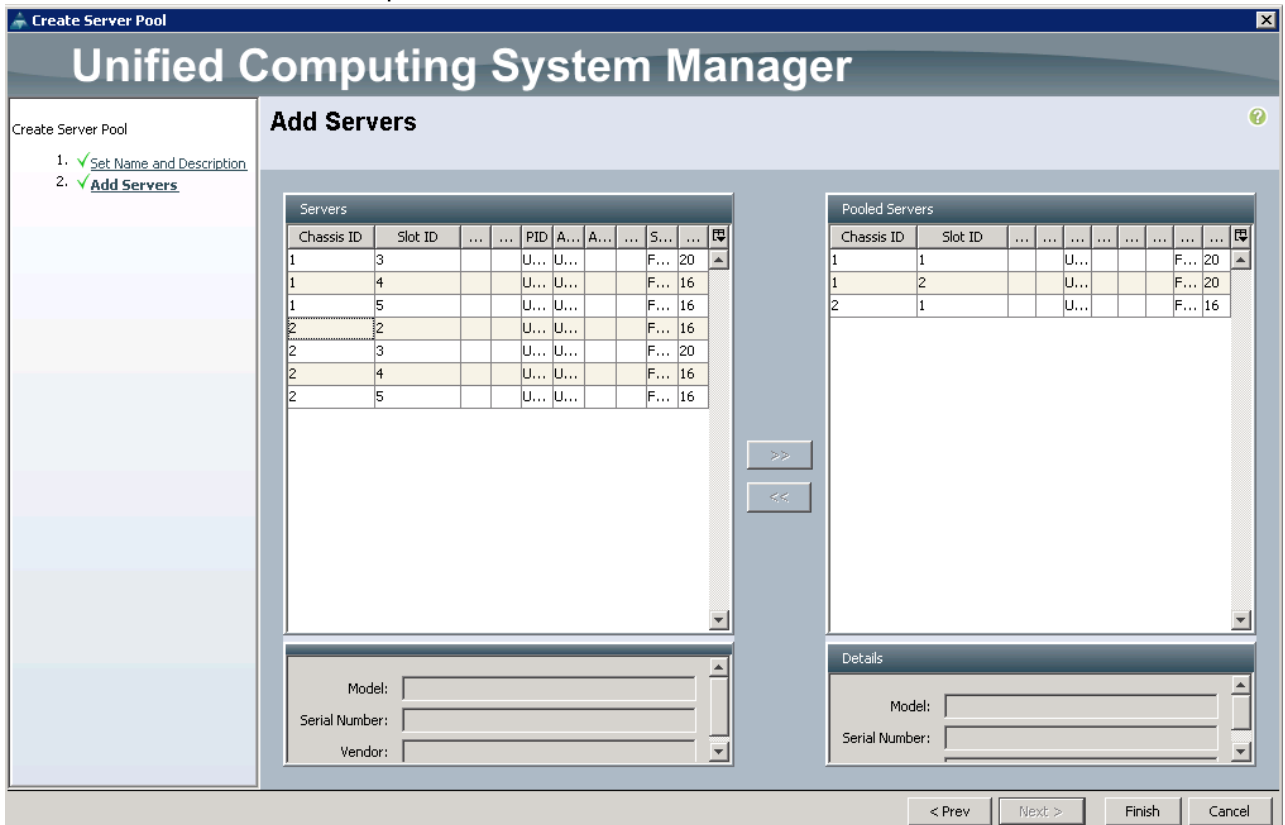 Create Server Pool
Unified Computing System Manager
Create Server Pool
1. Set Name and Description
2. Add Servers
Add Servers
Servers
Chassis ID Slot ID ... ... PID A... A... ... S... ...
1 3 U... U... F... 20
1 4 U... U... F... 16
1 5 U... U... F... 16
2 2 U... U... F... 16
2 3 U... U... F... 20
2 4 U... U... F... 16
2 5 U... U... F... 16
Model:
Serial Number:
Vendor:
>>
<<
Pooled Servers
Chassis ID Slot ID ... ... ... ... ... ... ... ...
1 1 U... F... 20
1 2 U... F... 20
2 1 U... F... 16
Details
Model:
Serial Number:
< Prev Next > Finish Cancel